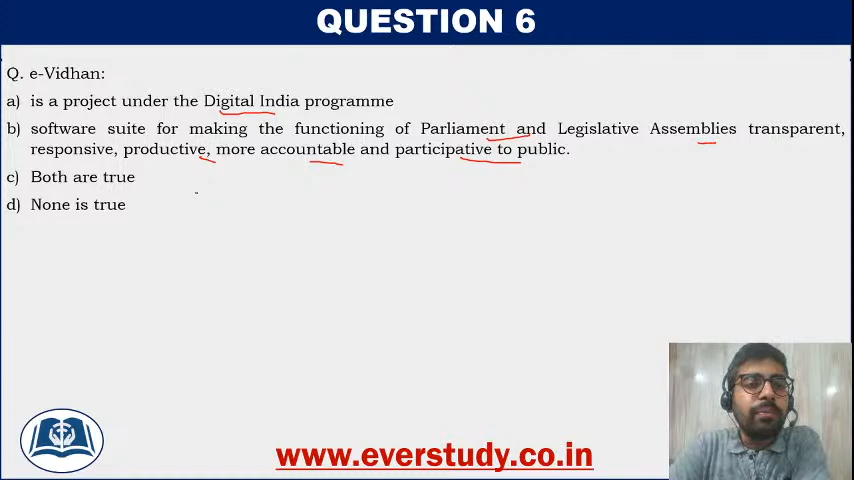 QUESTION 6
Q. e-Vidhan:
a) is a project under the Digital India programme
b) software suite for making the functioning of Parliament and Legislative Assemblies transparent,
responsive, productive, more accountable and participative to public.
c) Both are true
d) None is true
www.everstudy.co.in